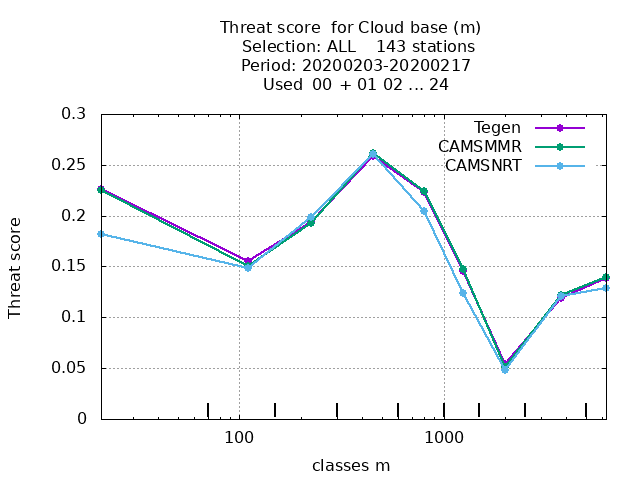 Threat score  for Cloud base (m)
Selection: ALL    143 stations
Period: 20200203-20200217
Used  00 + 01 02 ... 24
Tegen
CAMSMMR
CAMSNRT
Threat score
0.3
0.25
0.2
0.15
0.1
0.05
0
100 1000
classes m